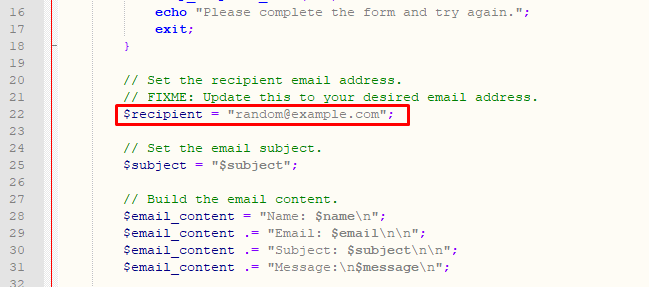 16 echo "Please complete the form and try again.";
17 exit;
18 }
19
20 // Set the recipient email address.
21 // FIXME: Update this to your desired email address.
22 $recipient = "random@example.com";
23
24 // Set the email subject.
25 $subject = "$subject";
26
27 // Build the email content.
28 $email_content = "Name: $name\n";
29 $email_content .= "Email: $email\n\n";
30 $email_content .= "Subject: $subject\n\n";
31 $email_content .= "Message:\n$message\n";
32